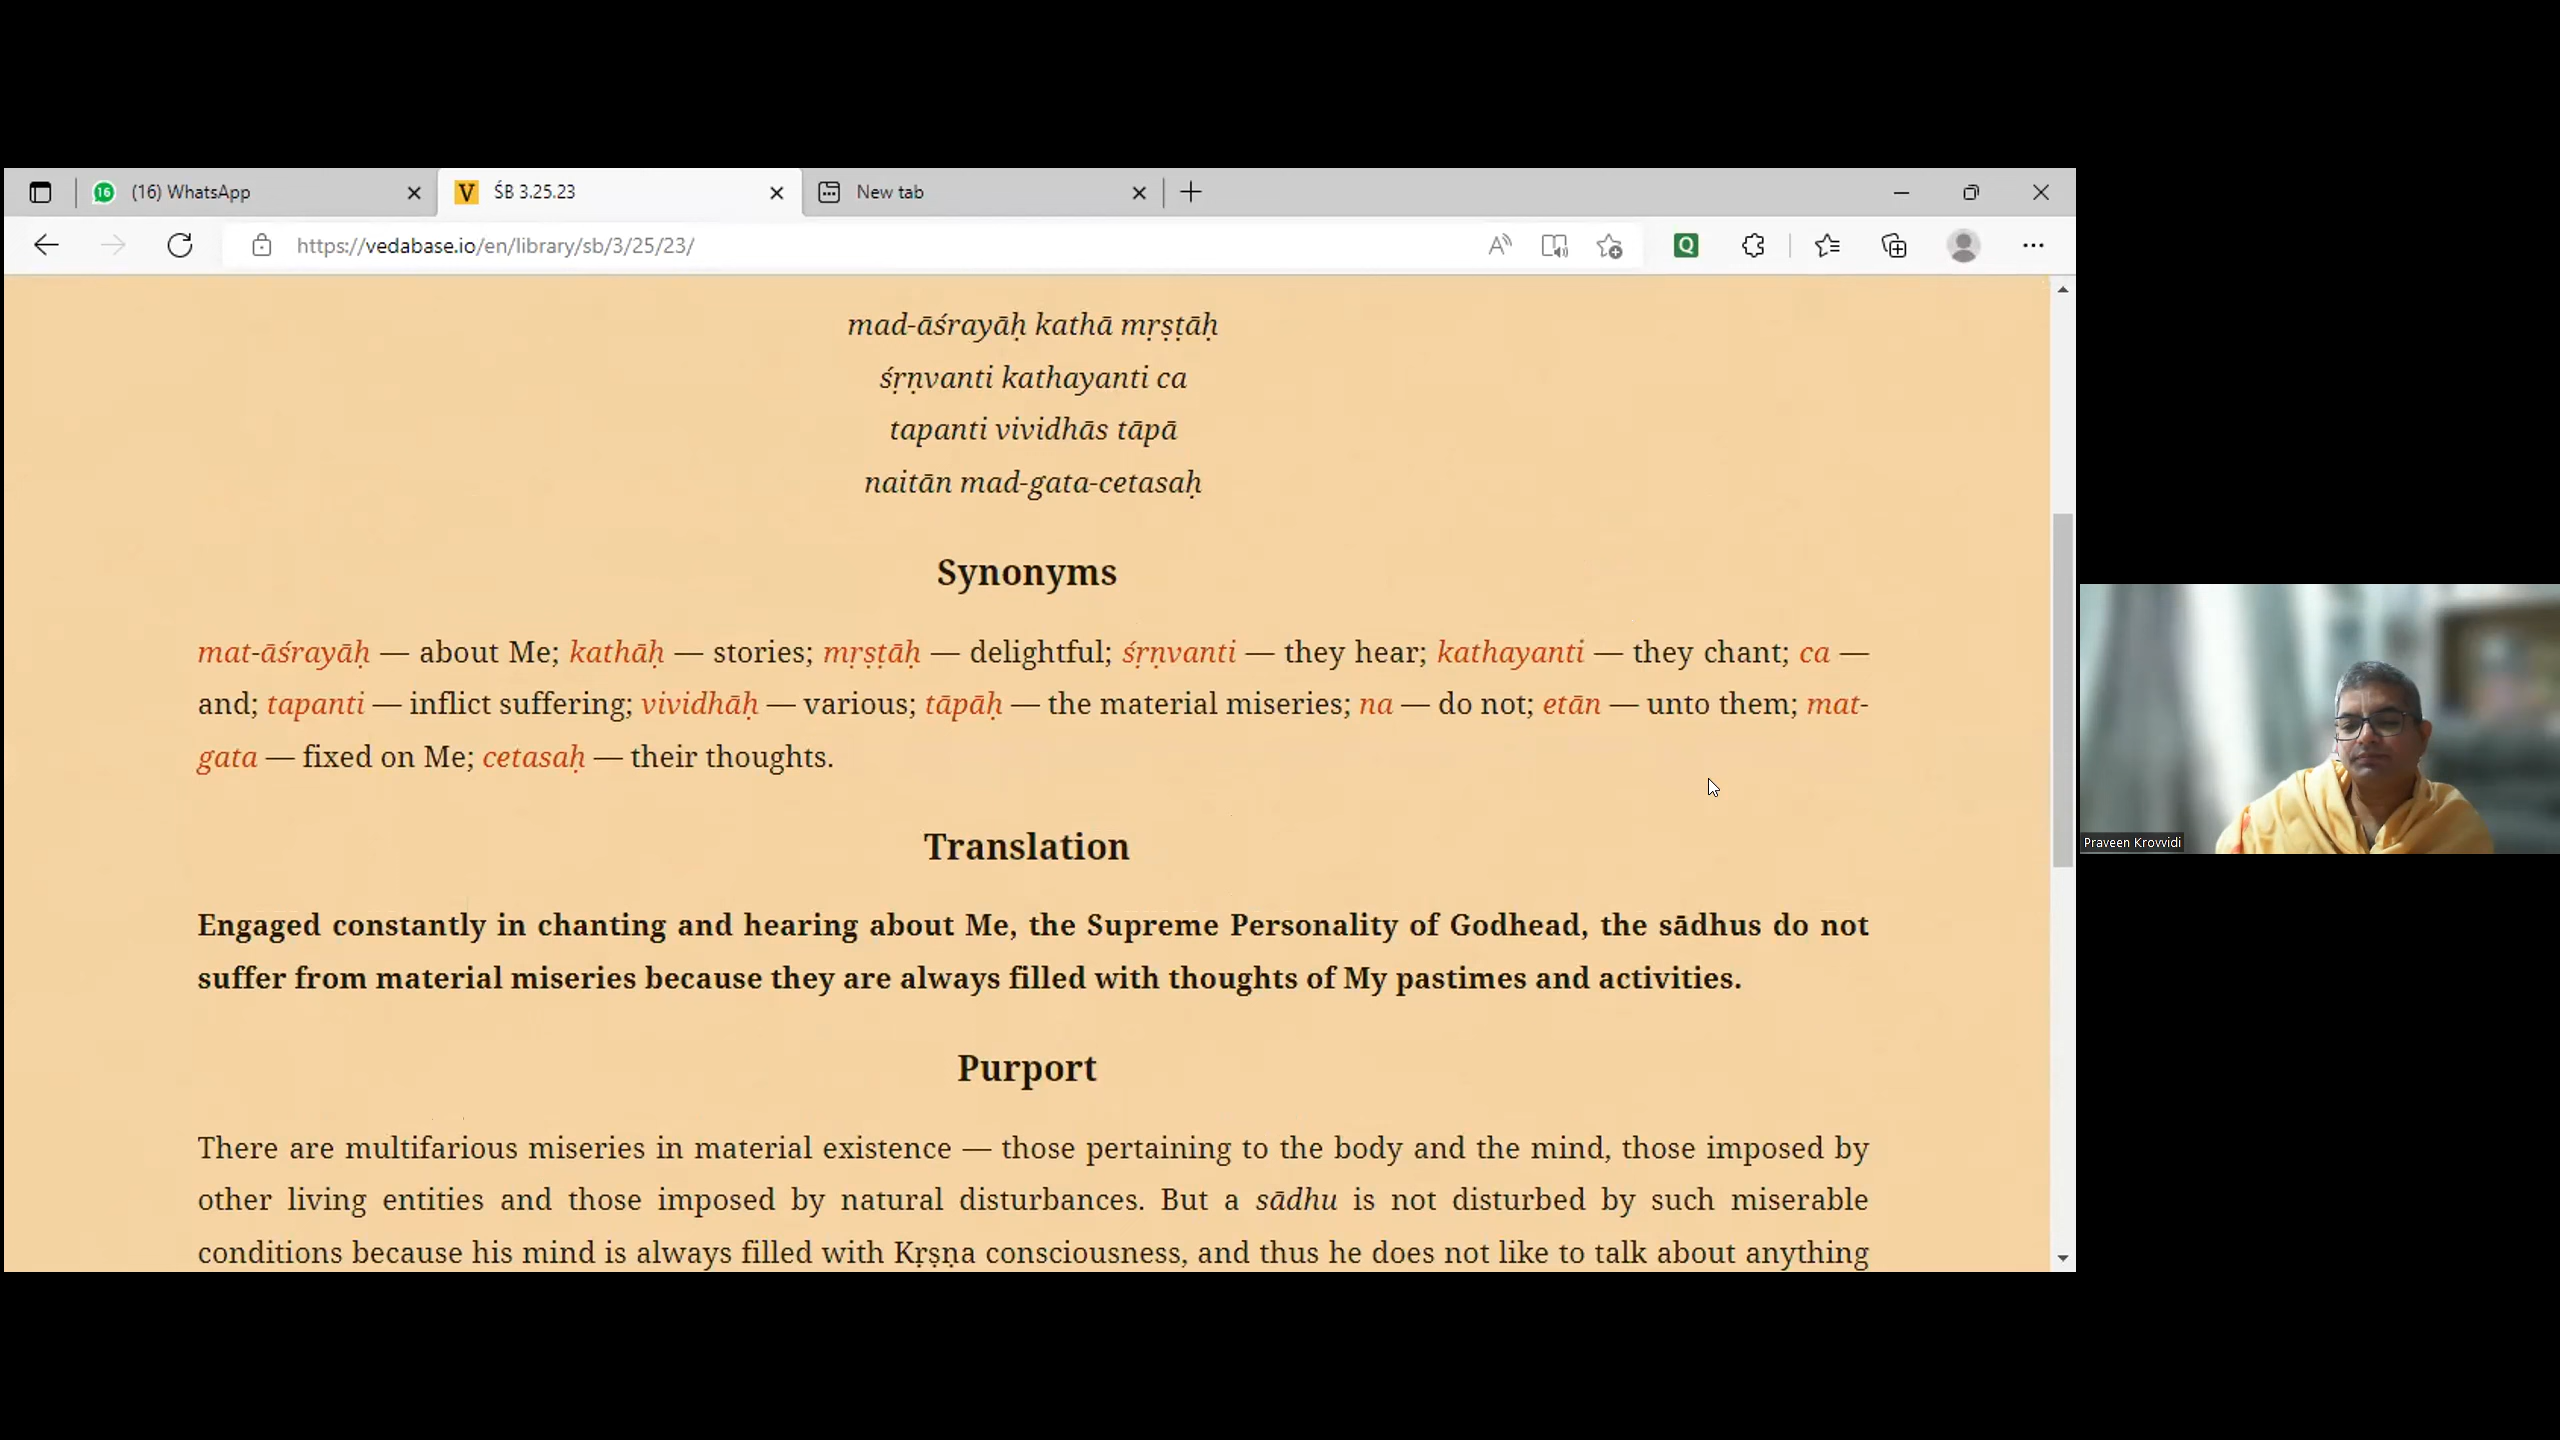 16 (16) WhatsApp
V ŚB 3.25.23
New tab
https://vedabase.io/en/library/sb/3/25/23/
A
Q
mad-āśrayāḥ kathā mṛṣṭāḥ
śṛṇvanti kathayanti ca
tapanti vividhās tāpā
naitān mad-gata-cetasaḥ
Synonyms
mat-āśrayāḥ — about Me; kathāḥ — stories; mṛṣṭāḥ — delightful; śṛṇvanti — they hear; kathayanti — they chant; ca —
and; tapanti — inflict suffering; vividhāḥ — various; tāpāḥ — the material miseries; na — do not; etān — unto them; mat-
gata — fixed on Me; cetasaḥ — their thoughts.
Translation
Engaged constantly in chanting and hearing about Me, the Supreme Personality of Godhead, the sādhus do not
suffer from material miseries because they are always filled with thoughts of My pastimes and activities.
Purport
There are multifarious miseries in material existence — those pertaining to the body and the mind, those imposed by
other living entities and those imposed by natural disturbances. But a sādhu is not disturbed by such miserable
conditions because his mind is always filled with Kṛṣṇa consciousness, and thus he does not like to talk about anything
Praveen Krovvidi